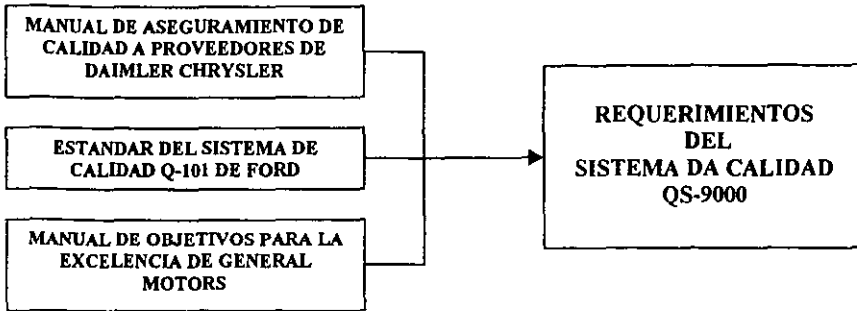 MANUAL DE ASEGURAMIENTO DE
CALIDAD A PROVEEDORES DE
DAIMLER CHRYSLER
ESTANDAR DEL SISTEMA DE
CALIDAD Q-101 DE FORD
MANUAL DE OBJETIVOS PARA LA
EXCELENCIA DE GENERAL
MOTORS
REQUERIMIENTOS
DEL
SISTEMA DA CALIDAD
QS-9000